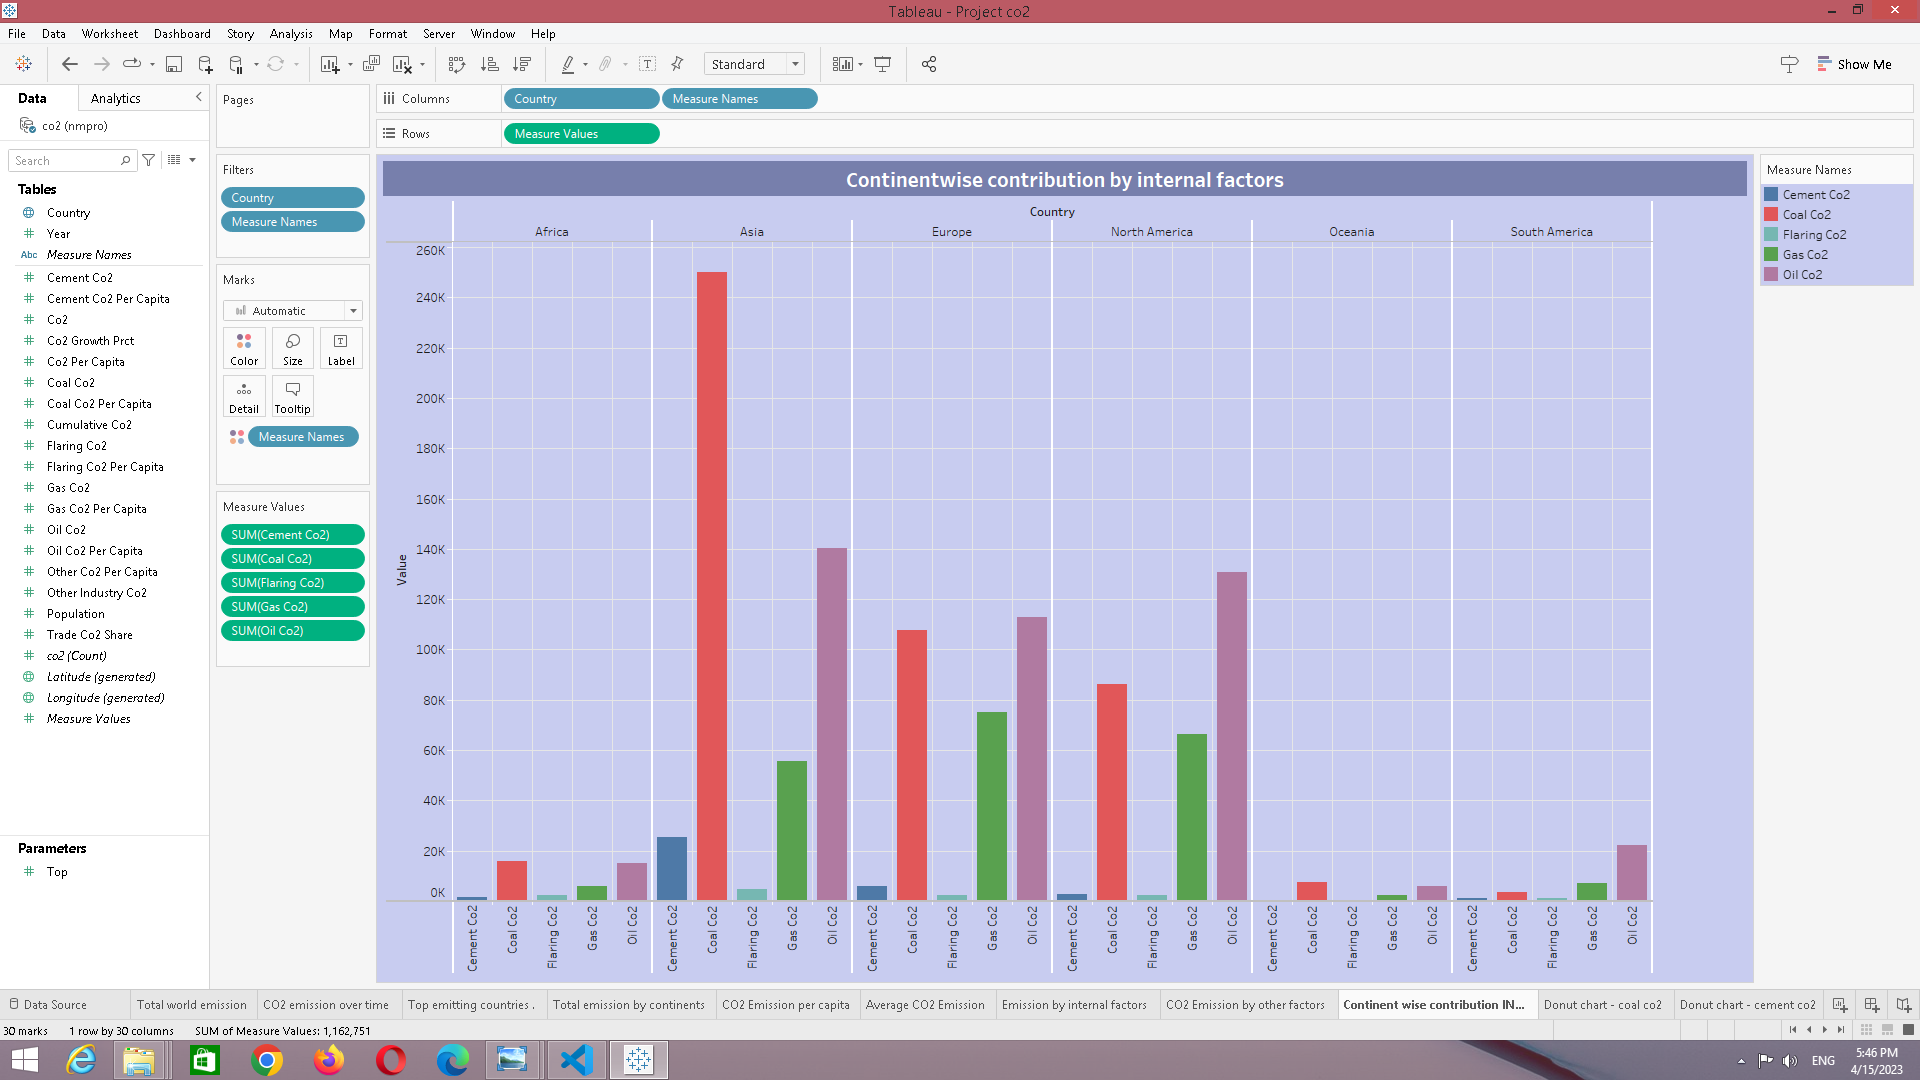 Tableau - Project co2
File Data Worksheet Dashboard Story Analysis Map Format Server Window Help
Standard
Show Me
Data Analytics
co2 (nmpro)
Search
Tables
Country
Year
Abc Measure Names
Cement Co2
Cement Co2 Per Capita
Co2
Co2 Growth Prct
Co2 Per Capita
Coal Co2
Coal Co2 Per Capita
Cumulative Co2
Flaring Co2
Flaring Co2 Per Capita
Gas Co2
Gas Co2 Per Capita
Oil Co2
Oil Co2 Per Capita
Other Co2 Per Capita
Other Industry Co2
Population
Trade Co2 Share
co2 (Count)
Latitude (generated)
Longitude (generated)
Measure Values
Parameters
Top
Pages
Filters
Country
Measure Names
Marks
Automatic
Color Size Label
Detail Tooltip
Measure Names
Measure Values
SUM(Cement Co2)
SUM(Coal Co2)
SUM(Flaring Co2)
SUM(Gas Co2)
SUM(Oil Co2)
Columns Country Measure Names
Rows Measure Values
Continentwise contribution by internal factors
Country
Africa Asia Europe North America Oceania South America
260K
240K
220K
200K
180K
160K
140K
120K
100K
80K
60K
40K
20K
0K
Value
Cement Co2 Coal Co2 Flaring Co2 Gas Co2 Oil Co2 Cement Co2 Coal Co2 Flaring Co2 Gas Co2 Oil Co2 Cement Co2 Coal Co2 Flaring Co2 Gas Co2 Oil Co2 Cement Co2 Coal Co2 Flaring Co2 Gas Co2 Oil Co2 Cement Co2 Coal Co2 Flaring Co2 Gas Co2 Oil Co2 Cement Co2 Coal Co2 Flaring Co2 Gas Co2 Oil Co2
Measure Names
Cement Co2
Coal Co2
Flaring Co2
Gas Co2
Oil Co2
Data Source Total world emission CO2 emission over time Top emitting countries . Total emission by continents CO2 Emission per capita Average CO2 Emission Emission by internal factors CO2 Emission by other factors Continent wise contribution IN... Donut chart - coal co2 Donut chart - cement co2
30 marks 1 row by 30 columns SUM of Measure Values: 1,162,751
ENG
5:46 PM
4/15/2023